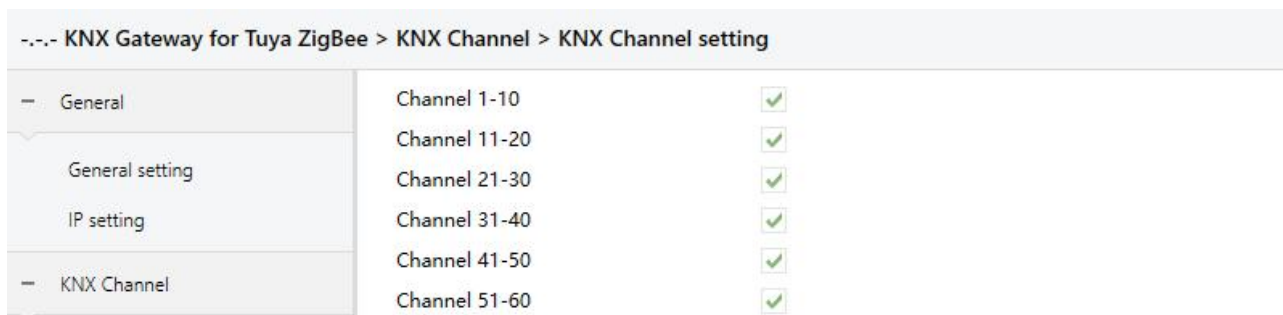 -.-.- KNX Gateway for Tuya ZigBee > KNX Channel > KNX Channel setting
General
General setting
IP setting
KNX Channel
Channel 1-10
Channel 11-20
Channel 21-30
Channel 31-40
Channel 41-50
Channel 51-60